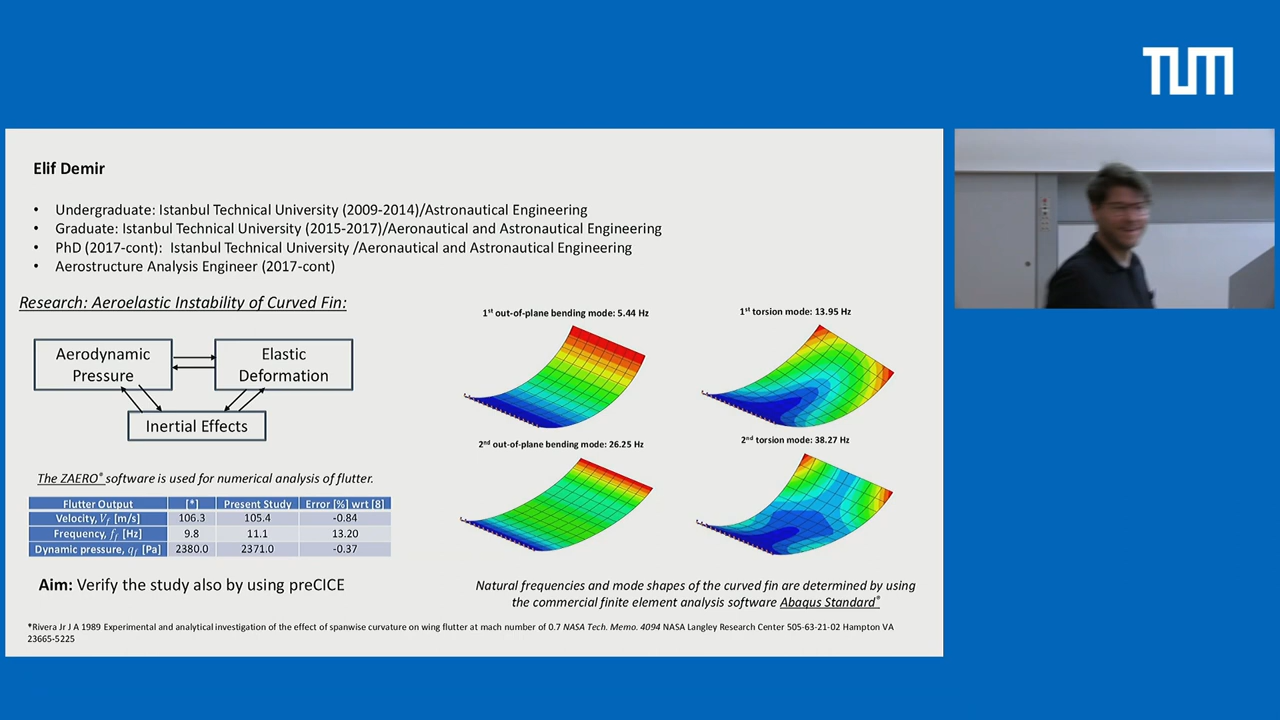 TUM
Elif Demir
• Undergraduate: Istanbul Technical University (2009-2014)/Astronautical Engineering
• Graduate: Istanbul Technical University (2015-2017)/Aeronautical and Astronautical Engineering
• PhD (2017-cont): Istanbul Technical University /Aeronautical and Astronautical Engineering
• Aerostructure Analysis Engineer (2017-cont)
Research: Aeroelastic Instability of Curved Fin:
Aerodynamic
Pressure
Elastic
Deformation
Inertial Effects
The ZAERO® software is used for numerical analysis of flutter.
Flutter Output [*] Present Study Error [%] wrt [8]
Velocity, Vf [m/s] 106.3 105.4 -0.84
Frequency, ff [Hz] 9.8 11.1 13.20
Dynamic pressure, qf [Pa] 2380.0 2371.0 -0.37
Aim: Verify the study also by using preCICE
1st out-of-plane bending mode: 5.44 Hz
1st torsion mode: 13.95 Hz
2nd out-of-plane bending mode: 26.25 Hz
2nd torsion mode: 38.27 Hz
Natural frequencies and mode shapes of the curved fin are determined by using
the commercial finite element analysis software Abaqus Standard®
*Rivera Jr J A 1989 Experimental and analytical investigation of the effect of spanwise curvature on wing flutter at mach number of 0.7 NASA Tech. Memo. 4094 NASA Langley Research Center 505-63-21-02 Hampton VA
23665-5225